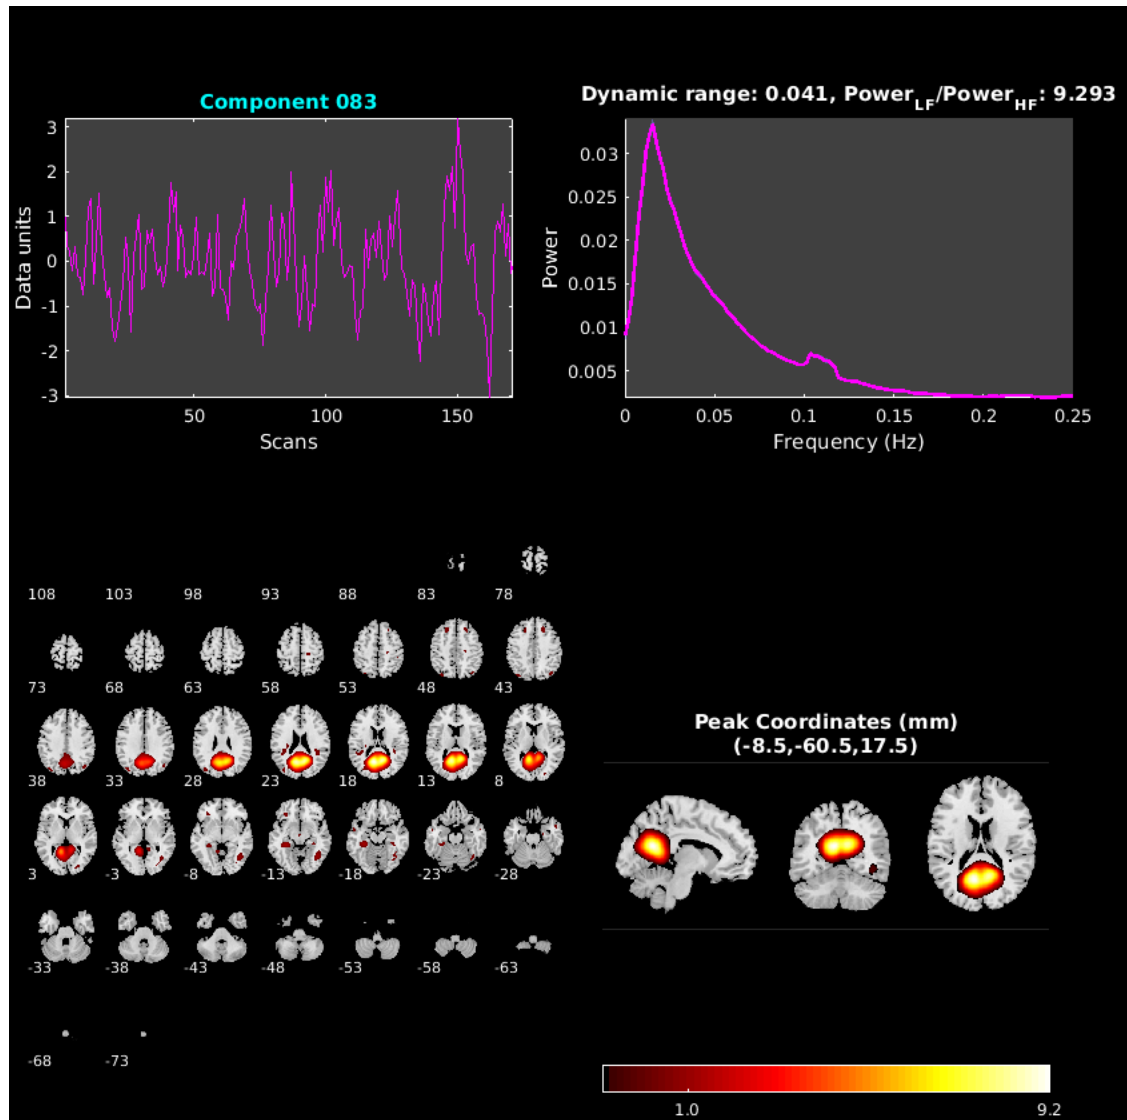 Component 083
3
2
1
0
-1
-2
-3
Data units
50 100 150
Scans
Dynamic range: 0.041, Power_LF/Power_HF: 9.293
0.03
0.025
0.02
0.015
0.01
0.005
Power
0 0.05 0.1 0.15 0.2 0.25
Frequency (Hz)
108 103 98 93 88 83 78
73 68 63 58 53 48 43
38 33 28 23 18 13 8
3 -3 -8 -13 -18 -23 -28
-33 -38 -43 -48 -53 -58 -63
-68 -73
Peak Coordinates (mm)
(-8.5,-60.5,17.5)
1.0 9.2